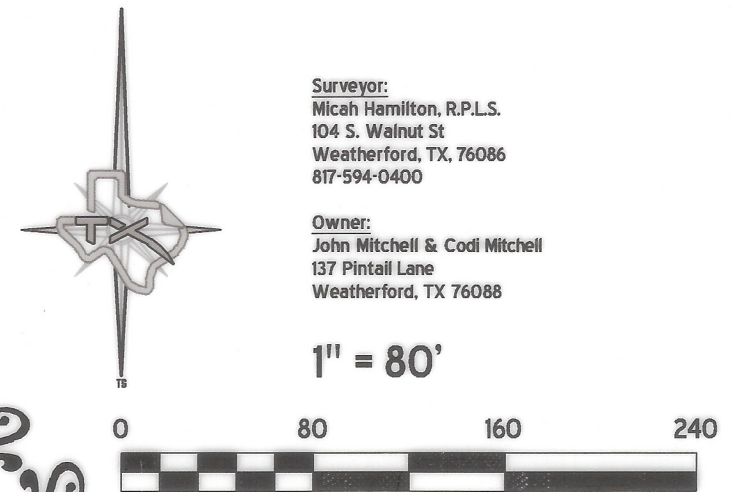 Surveyor:
Micah Hamilton, R.P.L.S.
104 S. Walnut St
Weatherford, TX, 76086
817-594-0400
Owner:
John Mitchell & Codi Mitchell
137 Pintail Lane
Weatherford, TX 76088
TX
TS
1" = 80'
0 80 160 240